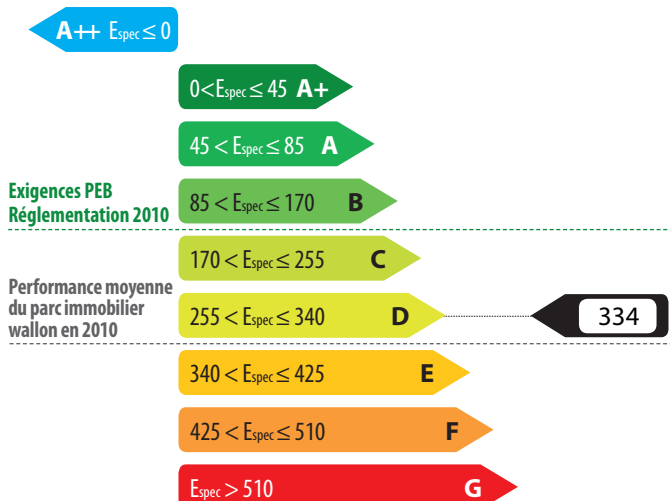 A++ Espec ≤ 0
0<Espec ≤ 45 A+
45 < Espec ≤ 85 A
Exigences PEB
Réglementation 2010
85 < Espec ≤ 170 B
170 < Espec ≤ 255 C
Performance moyenne
du parc immobilier
wallon en 2010
255 < Espec ≤ 340 D
334
340 < Espec ≤ 425 E
425 < Espec ≤ 510 F
Espec > 510 G